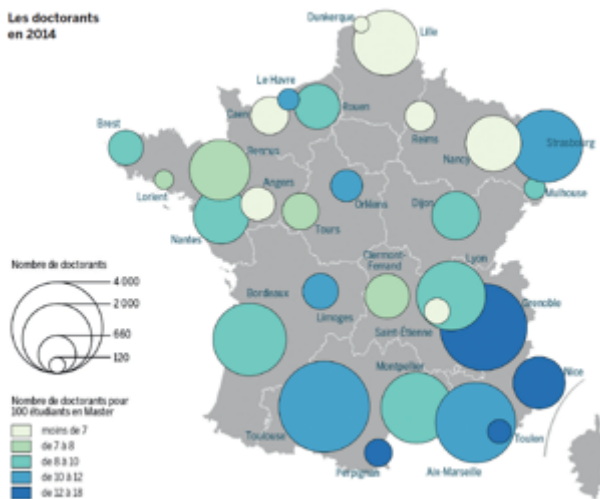 Les doctorants
en 2014
Dunkerque
Lille
Le Havre
Caen
Rouen
Reims
Brest
Rennes
Nancy
Strasbourg
Lorient
Angers
Orléans
Dijon
Mulhouse
Nantes
Tours
Nombre de doctorants
4 000
2 000
660
120
Clermont-
Ferrand
Lyon
Bordeaux
Limoges
Saint-Étienne
Grenoble
Nombre de doctorants pour
100 étudiants en Master
moins de 7
de 7 à 8
de 8 à 10
de 10 à 12
de 12 à 18
Montpellier
Nice
Toulouse
Perpignan
Aix-Marseille
Toulon